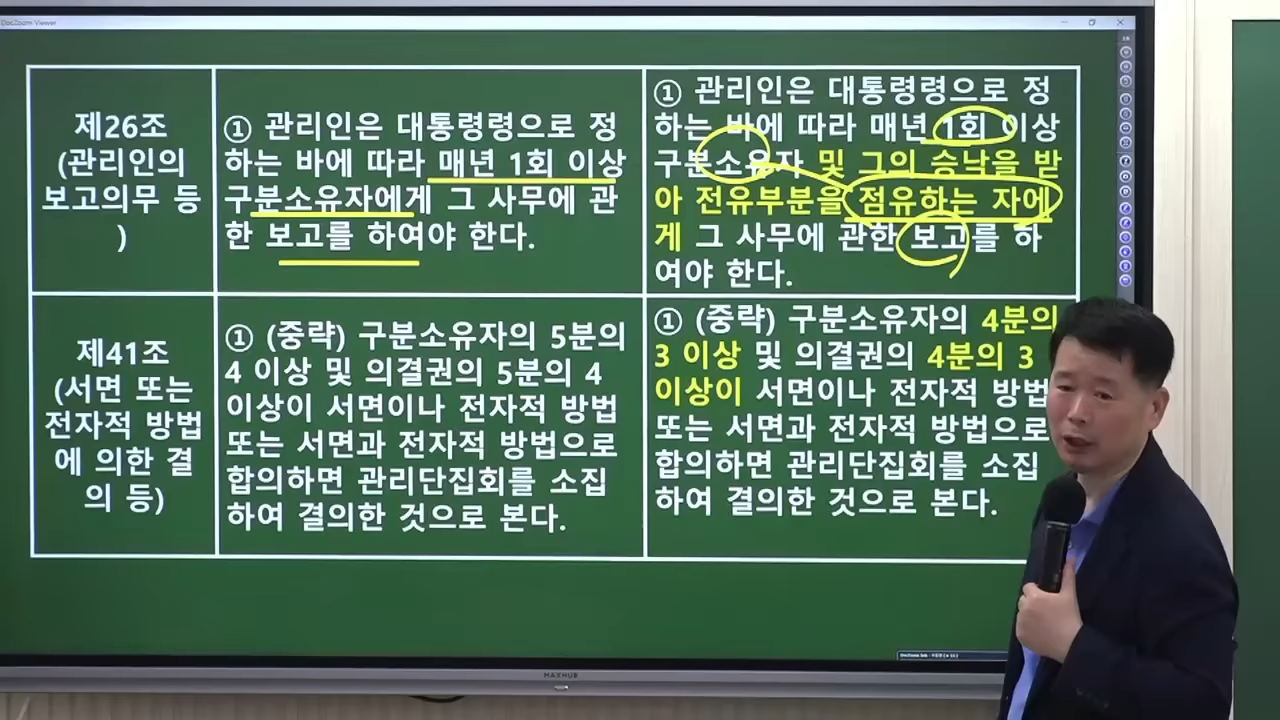 DocZoom Viewer
제26조
(관리인의
보고의무 등
)
① 관리인은 대통령령으로 정
하는 바에 따라 매년 1회 이상
구분소유자에게 그 사무에 관
한 보고를 하여야 한다.
① 관리인은 대통령령으로 정
하는 바에 따라 매년 1회 이상
구분소유자 및 그의 승낙을 받
아 전유부분을 점유하는 자에
게 그 사무에 관한 보고를 하
여야 한다.
제41조
(서면 또는
전자적 방법
에 의한 결
의 등)
① (중략) 구분소유자의 5분의
4 이상 및 의결권의 5분의 4
이상이 서면이나 전자적 방법
또는 서면과 전자적 방법으로
합의하면 관리단집회를 소집
하여 결의한 것으로 본다.
① (중략) 구분소유자의 4분의
3 이상 및 의결권의 4분의 3
이상이 서면이나 전자적 방법
또는 서면과 전자적 방법으로
합의하면 관리단집회를 소집
하여 결의한 것으로 본다.
MAXHUB